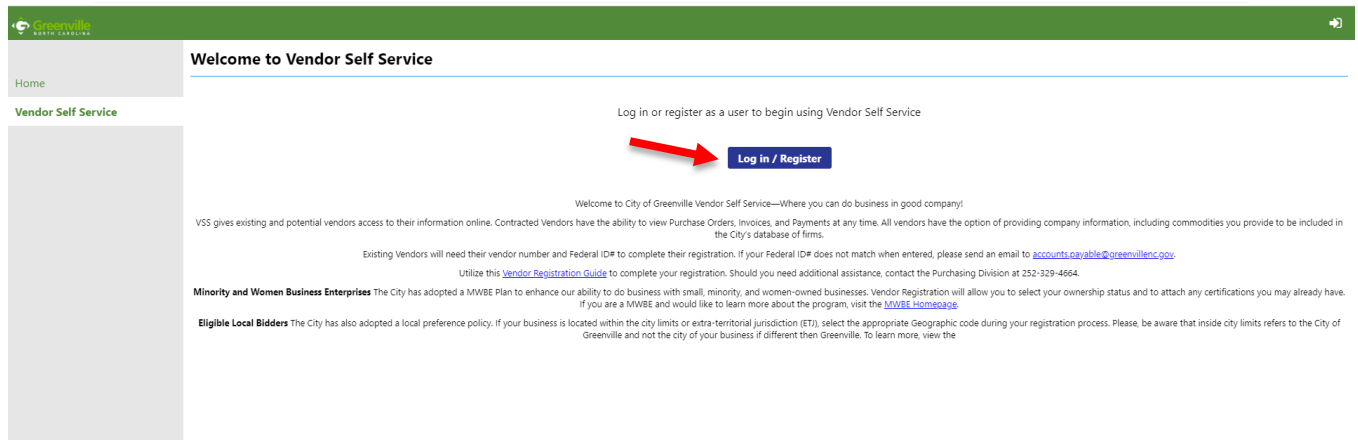 Greenville
NORTH CAROLINA
Welcome to Vendor Self Service
Home
Vendor Self Service
Log in or register as a user to begin using Vendor Self Service
Log in / Register
Welcome to City of Greenville Vendor Self Service—Where you can do business in good company!
VSS gives existing and potential vendors access to their information online. Contracted Vendors have the ability to view Purchase Orders, Invoices, and Payments at any time. All vendors have the option of providing company information, including commodities you provide to be included in
the City's database of firms.
Existing Vendors will need their vendor number and Federal ID# to complete their registration. If your Federal ID# does not match when entered, please send an email to accounts.payable@greenvillenc.gov.
Utilize this Vendor Registration Guide to complete your registration. Should you need additional assistance, contact the Purchasing Division at 252-329-4664.
Minority and Women Business Enterprises The City has adopted a MWBE Plan to enhance our ability to do business with small, minority, and women-owned businesses. Vendor Registration will allow you to select your ownership status and to attach any certifications you may already have.
If you are a MWBE and would like to learn more about the program, visit the MWBE Homepage.
Eligible Local Bidders The City has also adopted a local preference policy. If your business is located within the city limits or extra-territorial jurisdiction (ETJ), select the appropriate Geographic code during your registration process. Please, be aware that inside city limits refers to the City of
Greenville and not the city of your business if different then Greenville. To learn more, view the